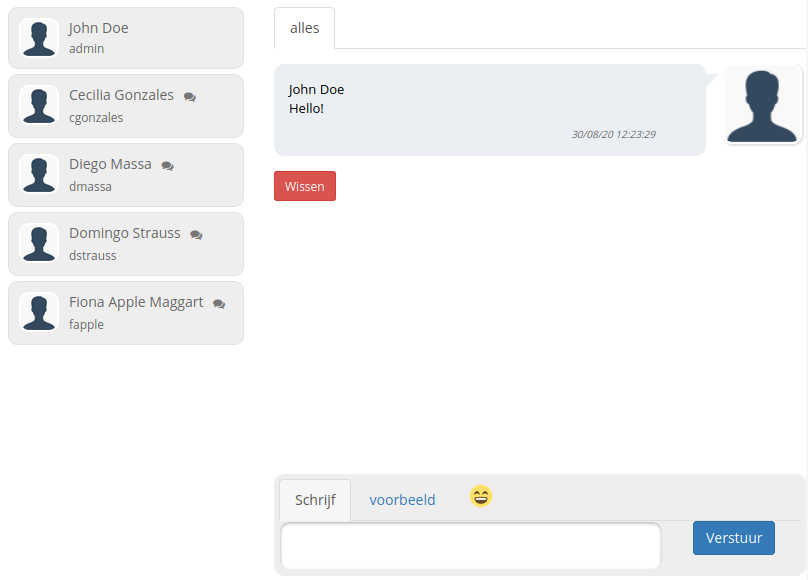 John Doe
admin
Cecilia Gonzales
cgonzales
Diego Massa
dmassa
Domingo Strauss
dstrauss
Fiona Apple Maggart
fapple
alles
John Doe
Hello!
30/08/20 12:23:29
Wissen
Schrijf voorbeeld
Verstuur